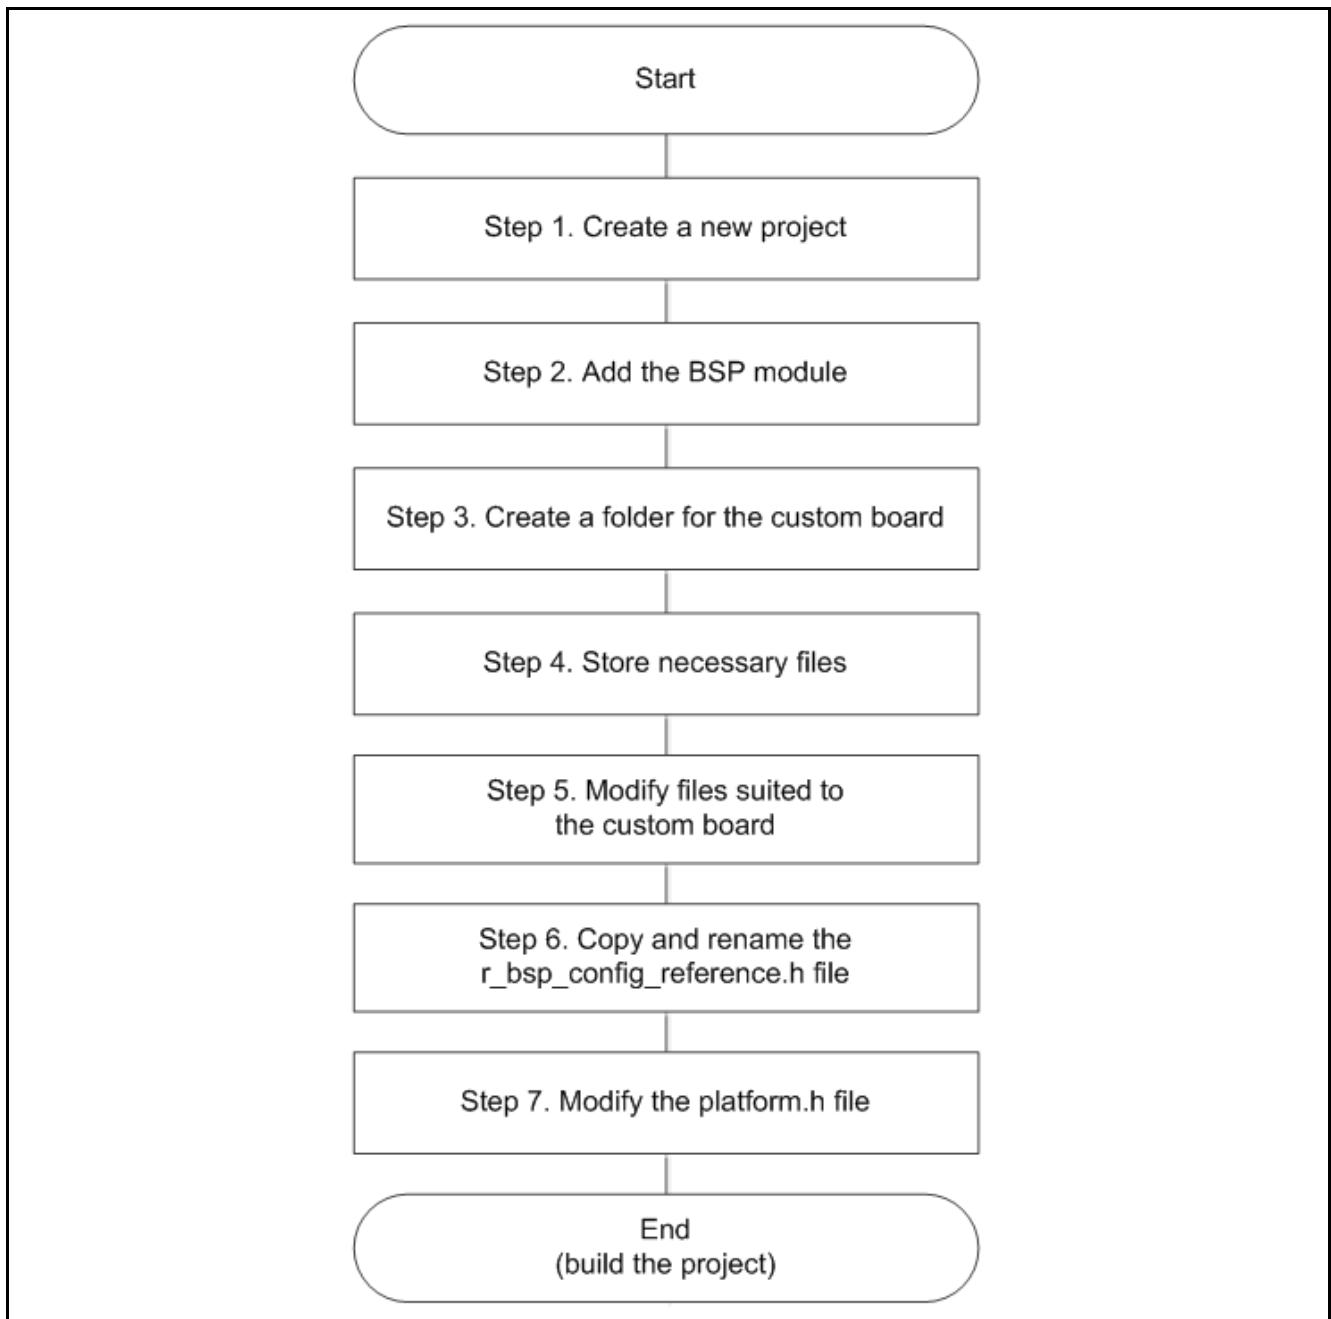 Start
Step 1. Create a new project
Step 2. Add the BSP module
Step 3. Create a folder for the custom board
Step 4. Store necessary files
Step 5. Modify files suited to
the custom board
Step 6. Copy and rename the
r_bsp_config_reference.h file
Step 7. Modify the platform.h file
End
(build the project)